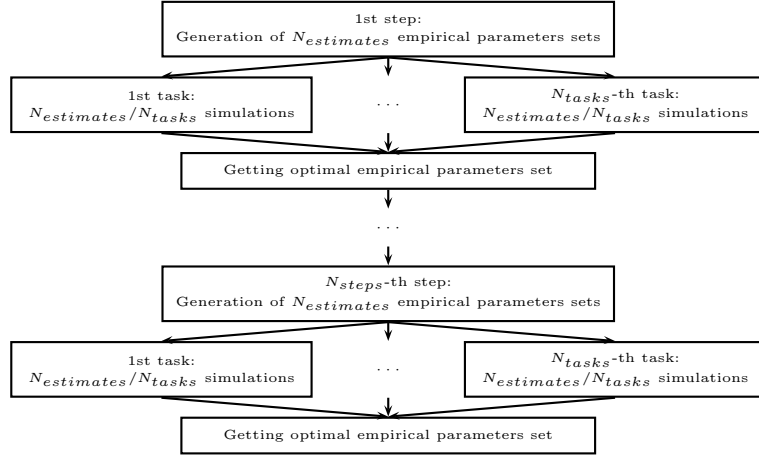 1st step:
Generation of N_estimates empirical parameters sets
1st task:
N_estimates/N_tasks simulations
...
N_tasks-th task:
N_estimates/N_tasks simulations
Getting optimal empirical parameters set
...
N_steps-th step:
Generation of N_estimates empirical parameters sets
1st task:
N_estimates/N_tasks simulations
...
N_tasks-th task:
N_estimates/N_tasks simulations
Getting optimal empirical parameters set